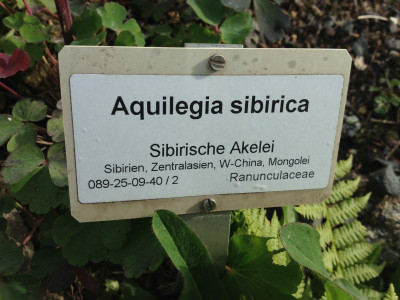 Aquilegia sibirica
Sibirische Akelei
Sibirien, Zentralasien, W-China, Mongolei
089-25-09-40 / 2 Ranunculaceae